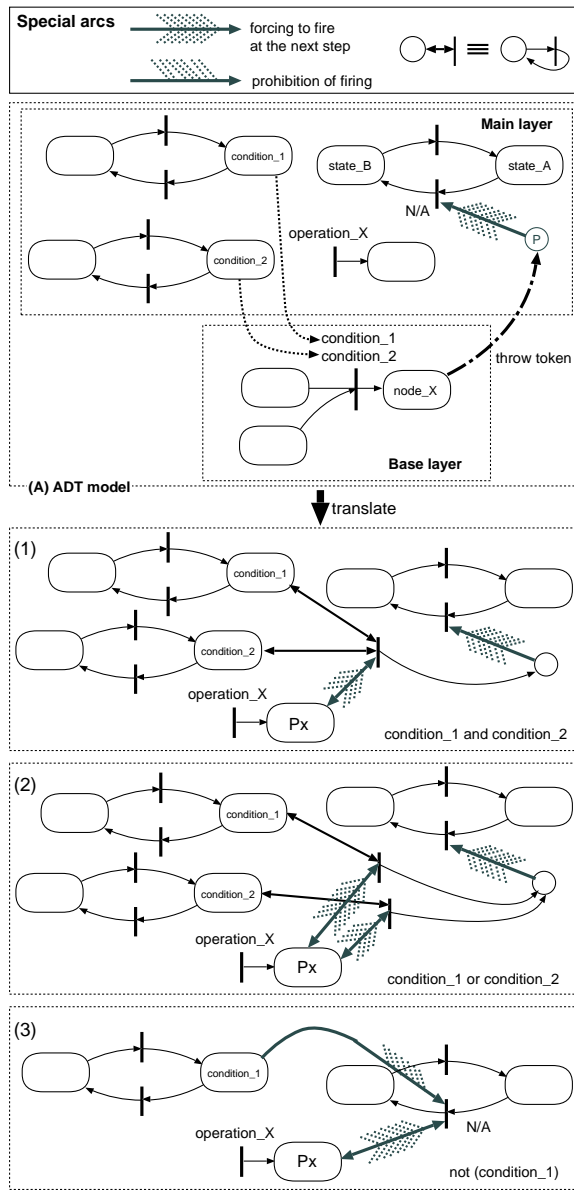 Special arcs
forcing to fire
at the next step
prohibition of firing
Main layer
condition_1
state_B
state_A
N/A
P
operation_X
condition_2
condition_1
condition_2
throw token
node_X
Base layer
(A) ADT model
translate
(1)
condition_1
condition_2
operation_X
Px
condition_1 and condition_2
(2)
condition_1
condition_2
operation_X
Px
condition_1 or condition_2
(3)
condition_1
N/A
operation_X
Px
not (condition_1)